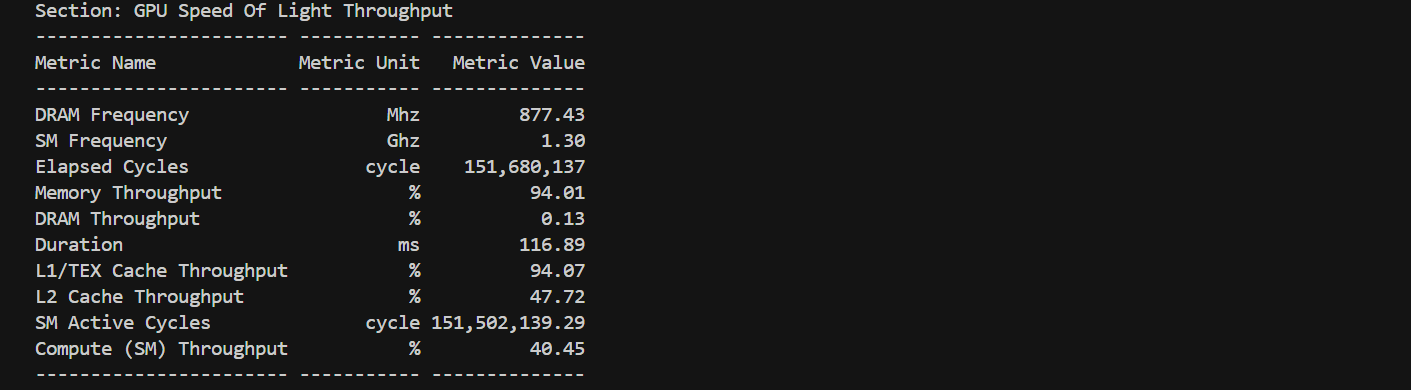 Section: GPU Speed Of Light Throughput
----------------------- ----------- --------------
Metric Name             Metric Unit   Metric Value
----------------------- ----------- --------------
DRAM Frequency                  Mhz         877.43
SM Frequency                    Ghz           1.30
Elapsed Cycles                cycle    151,680,137
Memory Throughput                 %          94.01
DRAM Throughput                   %           0.13
Duration                         ms         116.89
L1/TEX Cache Throughput           %          94.07
L2 Cache Throughput               %          47.72
SM Active Cycles              cycle 151,502,139.29
Compute (SM) Throughput           %          40.45
----------------------- ----------- --------------